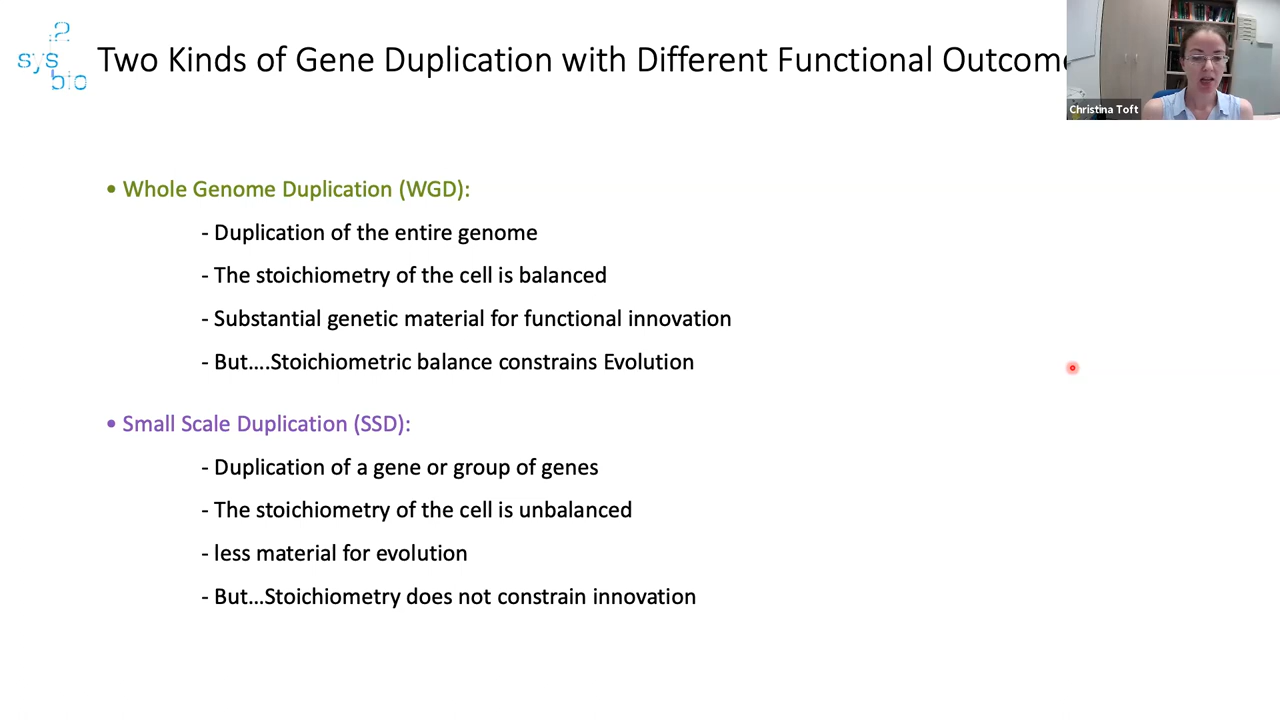 i2
sys
bio
Two Kinds of Gene Duplication with Different Functional Outcome
Christina Toft
• Whole Genome Duplication (WGD):
- Duplication of the entire genome
- The stoichiometry of the cell is balanced
- Substantial genetic material for functional innovation
- But....Stoichiometric balance constrains Evolution
• Small Scale Duplication (SSD):
- Duplication of a gene or group of genes
- The stoichiometry of the cell is unbalanced
- less material for evolution
- But...Stoichiometry does not constrain innovation